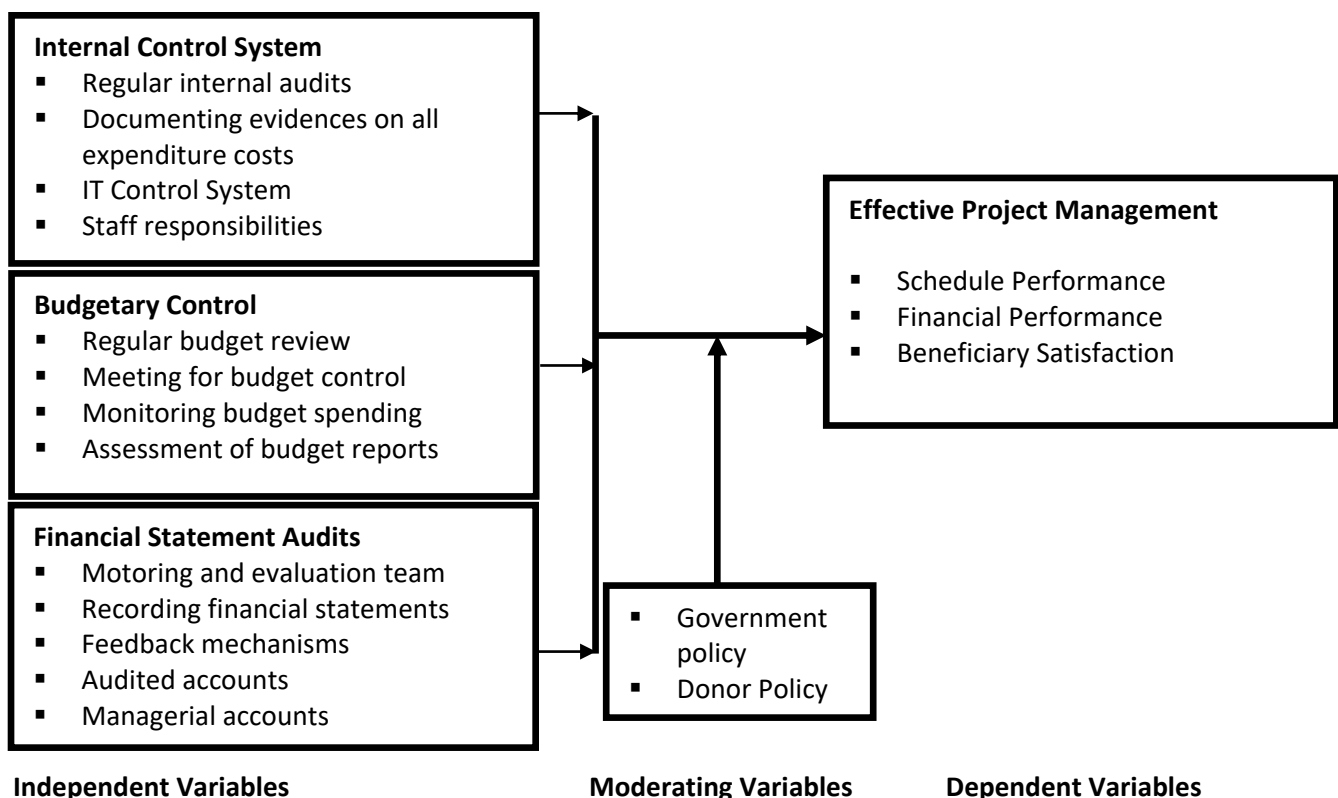 Internal Control System
▪ Regular internal audits
▪ Documenting evidences on all
expenditure costs
▪ IT Control System
▪ Staff responsibilities
Budgetary Control
▪ Regular budget review
▪ Meeting for budget control
▪ Monitoring budget spending
▪ Assessment of budget reports
Financial Statement Audits
▪ Motoring and evaluation team
▪ Recording financial statements
▪ Feedback mechanisms
▪ Audited accounts
▪ Managerial accounts
▪ Government
policy
▪ Donor Policy
Effective Project Management
▪ Schedule Performance
▪ Financial Performance
▪ Beneficiary Satisfaction
Independent Variables
Moderating Variables
Dependent Variables